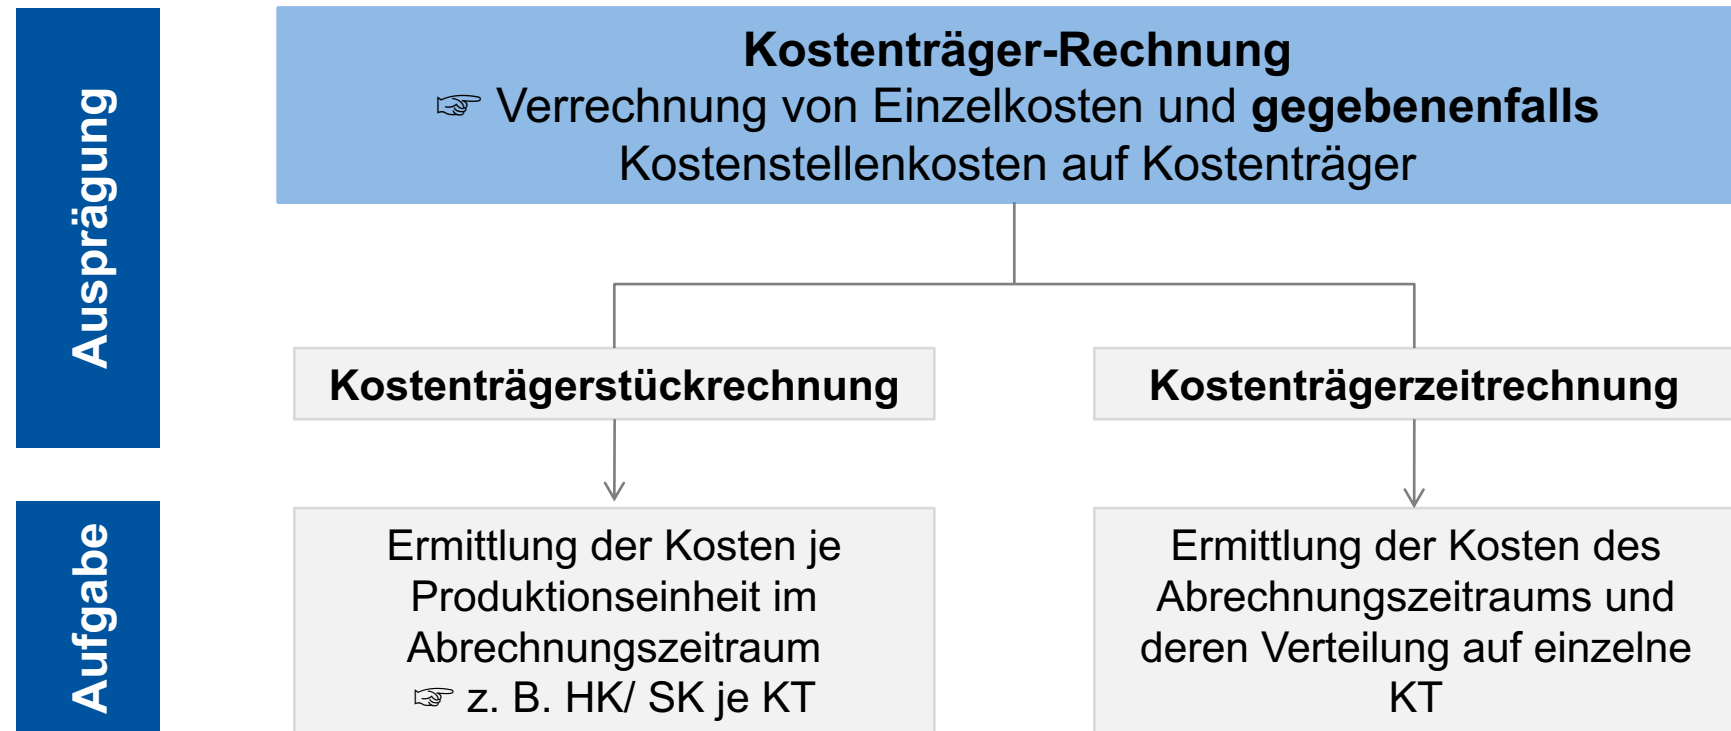 Ausprägung
Kostenträger-Rechnung
☞ Verrechnung von Einzelkosten und gegebenenfalls
Kostenstellenkosten auf Kostenträger
Kostenträgerstückrechnung
Kostenträgerzeitrechnung
Aufgabe
Ermittlung der Kosten je
Produktionseinheit im
Abrechnungszeitraum
☞ z. B. HK/ SK je KT
Ermittlung der Kosten des
Abrechnungszeitraums und
deren Verteilung auf einzelne
KT